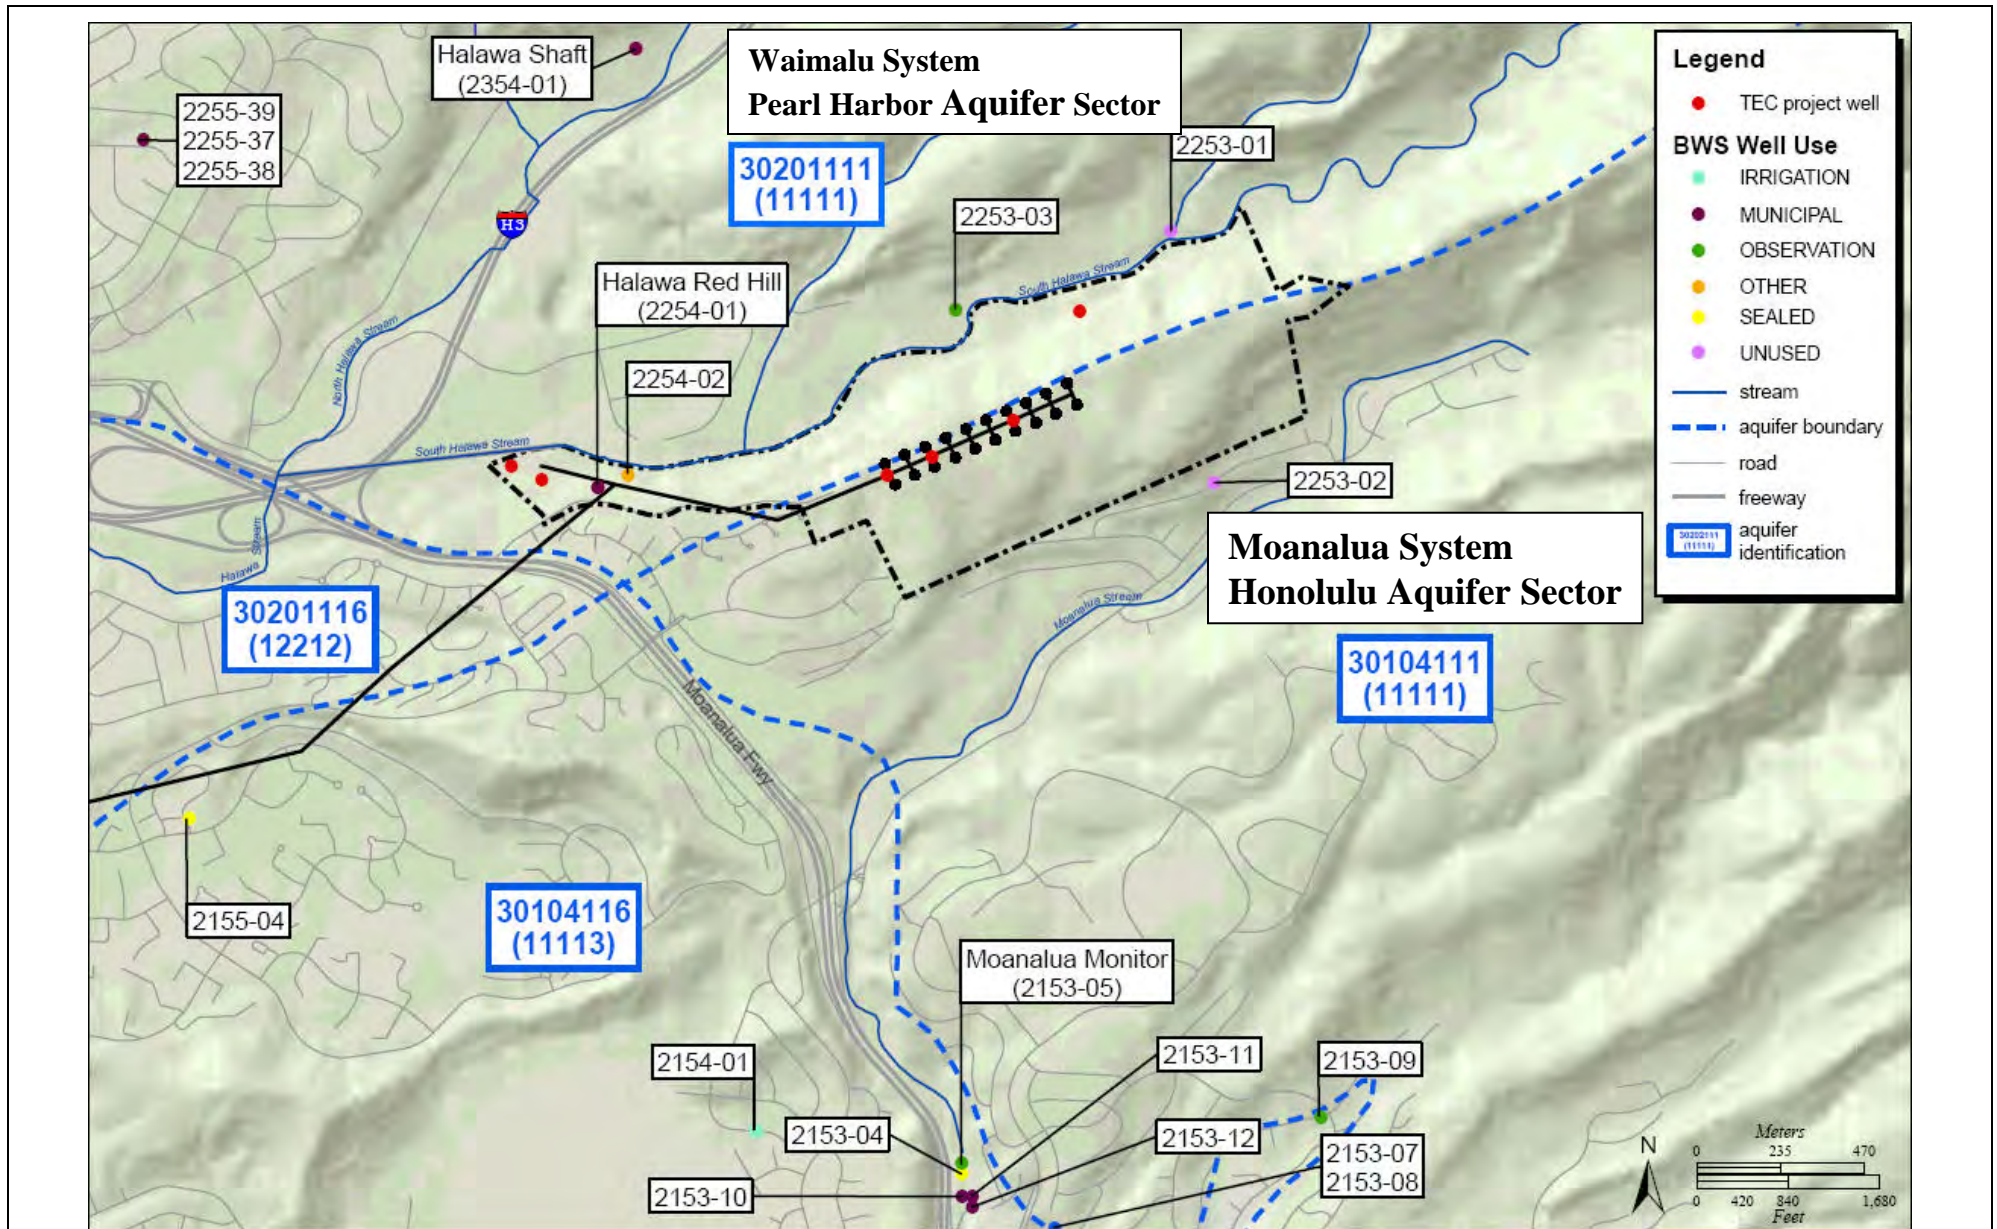 Halawa Shaft
(2354-01)
2255-39
2255-37
2255-38
Waimalu System
Pearl Harbor Aquifer Sector
30201111
(11111)
2253-01
2253-03
H3
Halawa Red Hill
(2254-01)
2254-02
North Halawa Stream
South Halawa Stream
South Halawa Stream
Halawa Stream
2253-02
Moanalua System
Honolulu Aquifer Sector
30104111
(11111)
Moanalua Stream
Moanalua Fwy
30201116
(12212)
2155-04
30104116
(11113)
Moanalua Monitor
(2153-05)
2154-01
2153-04
2153-10
2153-11
2153-12
2153-09
2153-07
2153-08
Legend
TEC project well
BWS Well Use
IRRIGATION
MUNICIPAL
OBSERVATION
OTHER
SEALED
UNUSED
stream
aquifer boundary
road
freeway
30202111
(11111)
aquifer
identification
N
Meters
0 235 470
0 420 840 1,680
Feet